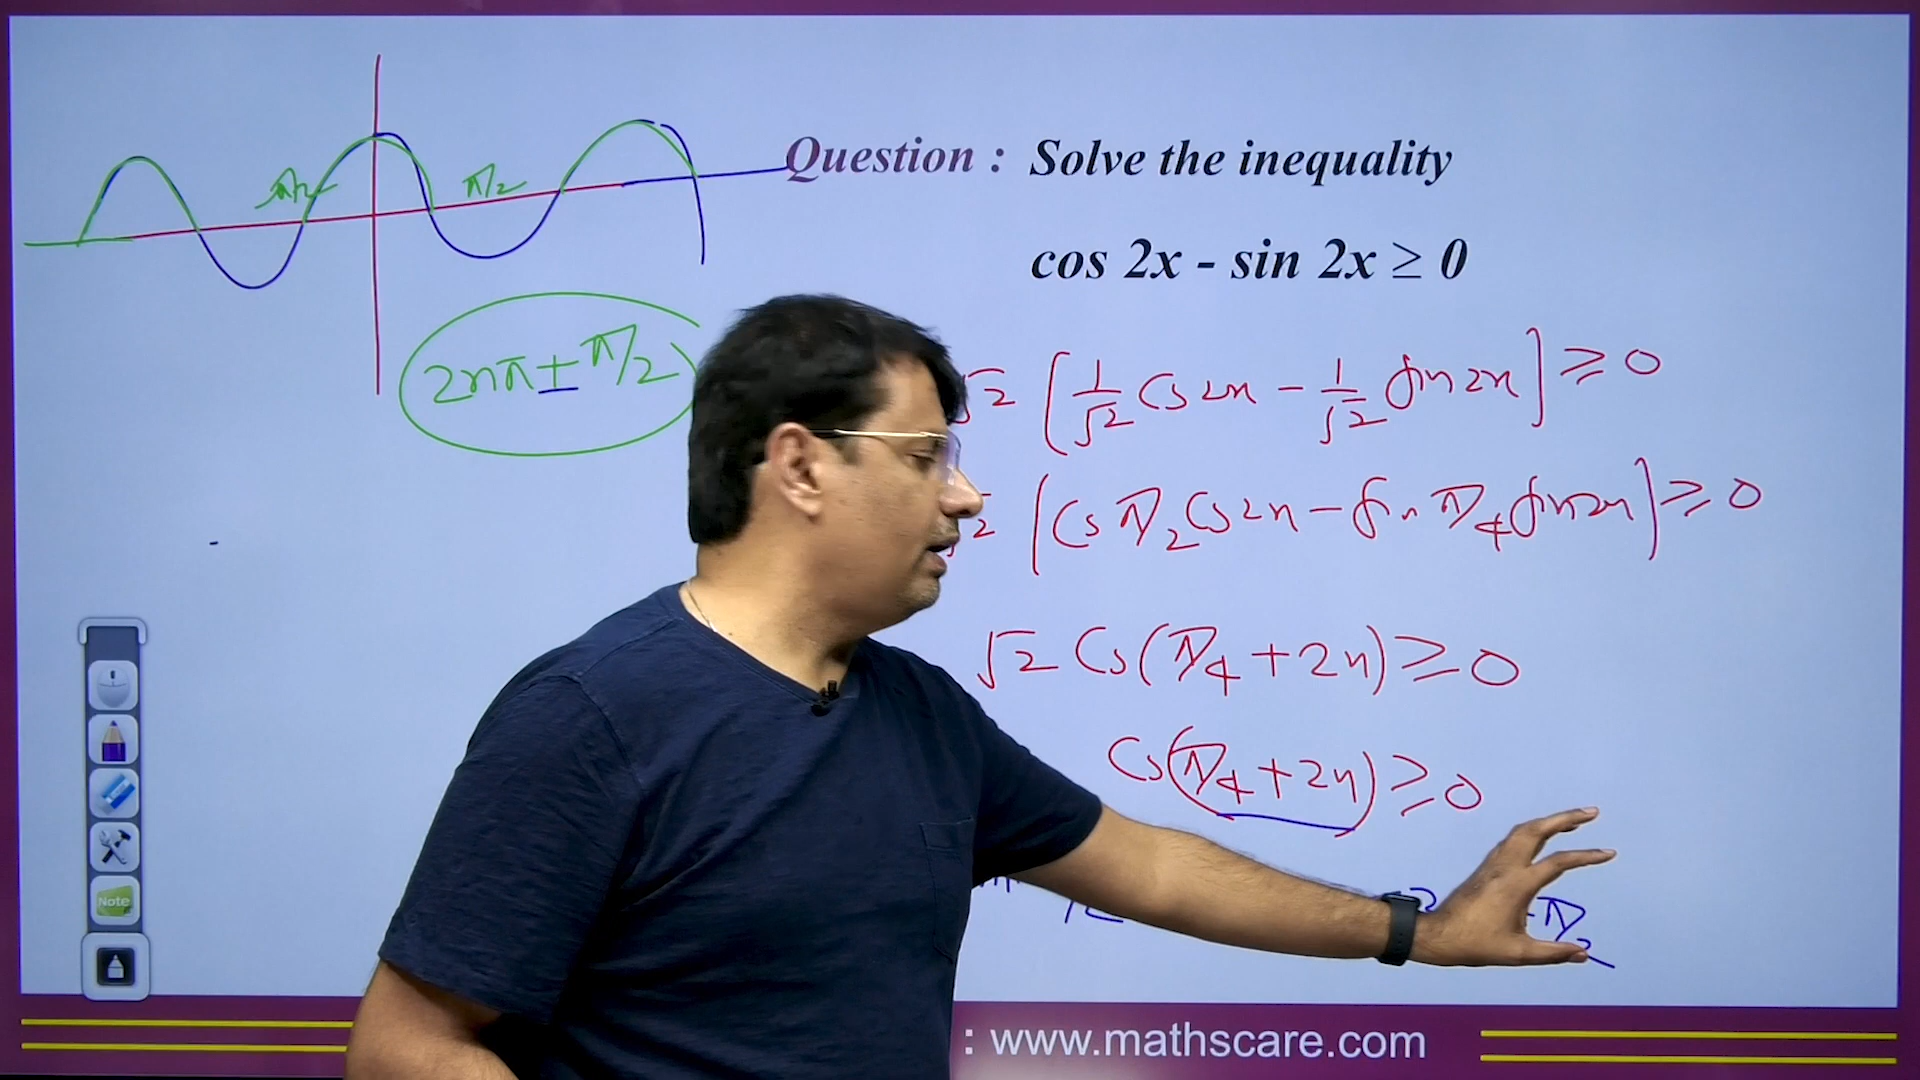 Question : Solve the inequality
cos 2x - sin 2x ≥ 0
π/2 π/2
2nπ ± π/2
√2 [1/√2 Cos 2x - 1/√2 sin 2x] ≥ 0
[Cos π/2 Cos 2x - Sin π/4 sin 2x] ≥ 0
√2 Cos (π/4 + 2x) ≥ 0
Cos (π/4 + 2x) ≥ 0
π/2
Note
: www.mathscare.com